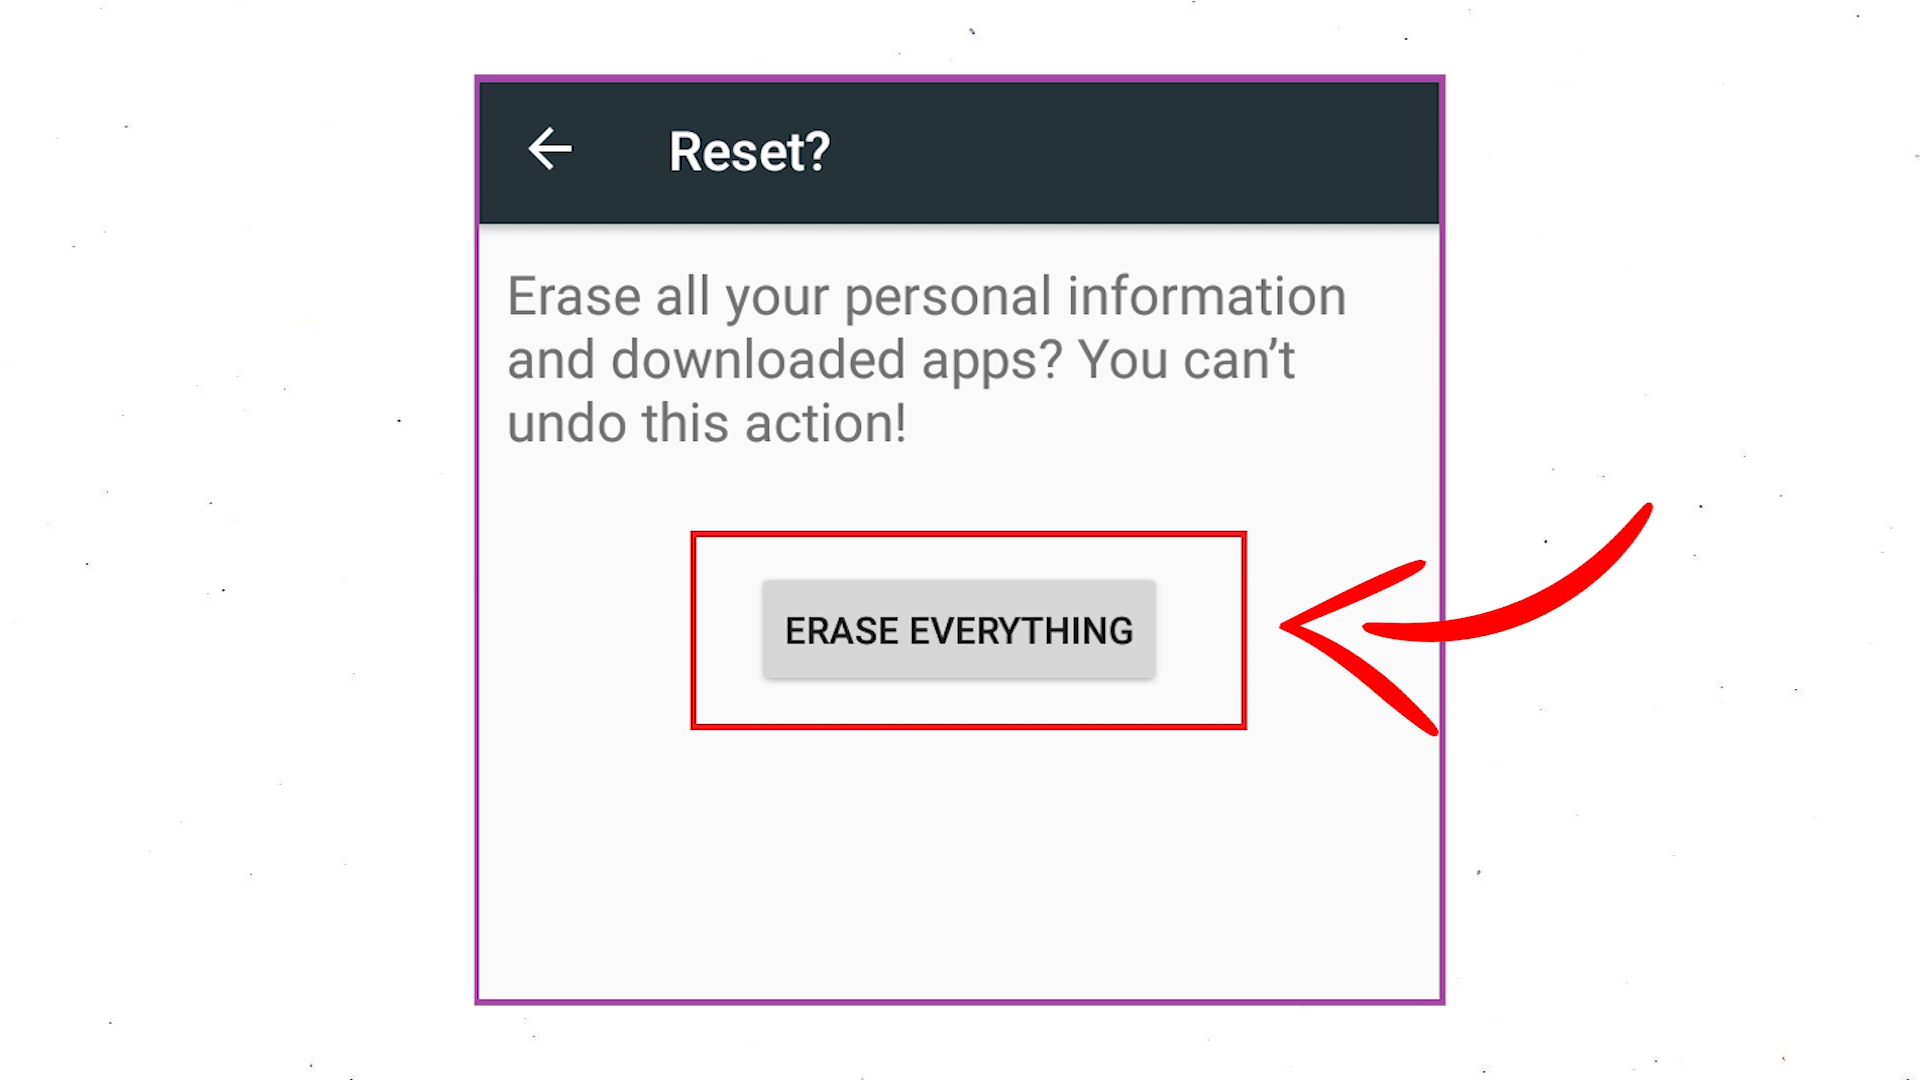 Reset?
Erase all your personal information
and downloaded apps? You can’t
undo this action!
ERASE EVERYTHING